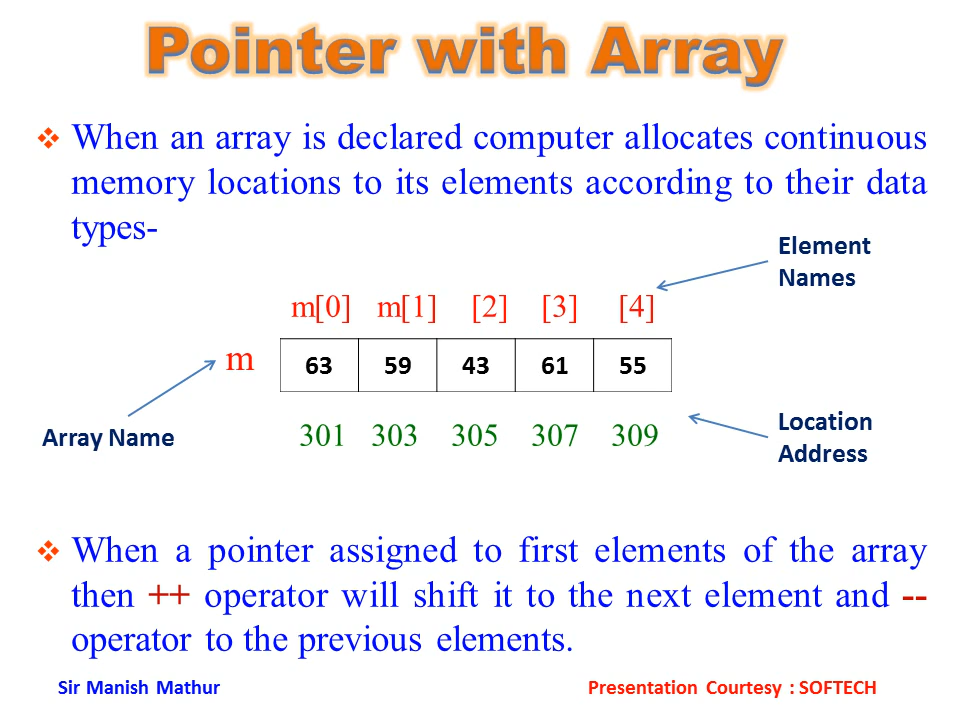 Pointer with Array
When an array is declared computer allocates continuous
memory locations to its elements according to their data
types-
Element
Names
m[0] m[1] [2] [3] [4]
m
63 59 43 61 55
Array Name
301 303 305 307 309
Location
Address
When a pointer assigned to first elements of the array
then ++ operator will shift it to the next element and --
operator to the previous elements.
Sir Manish Mathur
Presentation Courtesy : SOFTECH